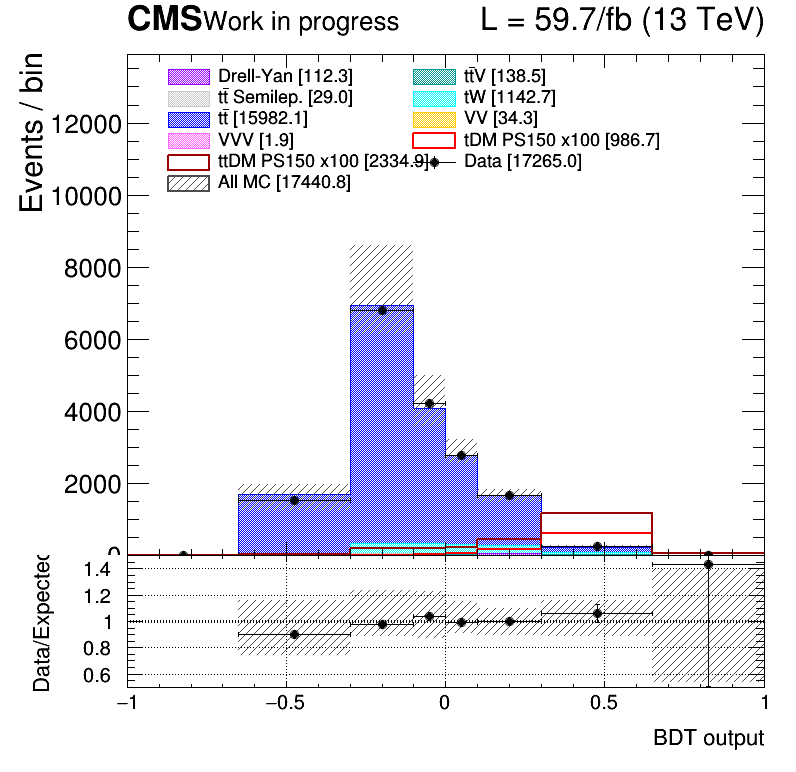 CMS Work in progress L = 59.7/fb (13 TeV)
Events / bin
Drell-Yan [112.3] tt̄V [138.5]
tt̄ Semilep. [29.0] tW [1142.7]
tt̄ [15982.1] VV [34.3]
VVV [1.9] tDM PS150 x100 [986.7]
ttDM PS150 x100 [2334.9] Data [17265.0]
All MC [17440.8]
12000
10000
8000
6000
4000
2000
0
Data/Expected
1.4
1.2
1
0.8
0.6
−1 −0.5 0 0.5 1
BDT output